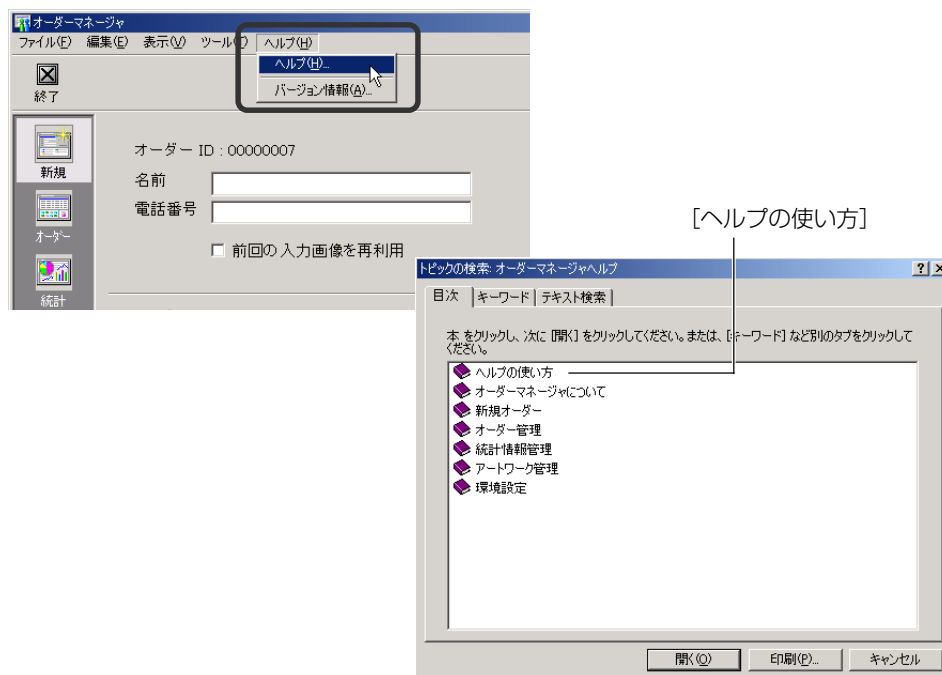 オーダーマネージャ
ファイル(F) 編集(E) 表示(V) ツール(T) ヘルプ(H)
ヘルプ(H)...
バージョン情報(A)...
終了
新規
オーダー
統計
オーダー ID : 00000007
名前
電話番号
前回の入力画像を再利用
[ヘルプの使い方]
トピックの検索: オーダーマネージャヘルプ
目次 キーワード テキスト検索
本 をクリックし、次に [開く] をクリックしてください。または、[キーワード] など別のタブをクリックして
ください。
ヘルプの使い方
オーダーマネージャについて
新規オーダー
オーダー管理
統計情報管理
アートワーク管理
環境設定
開く(O) 印刷(P)... キャンセル